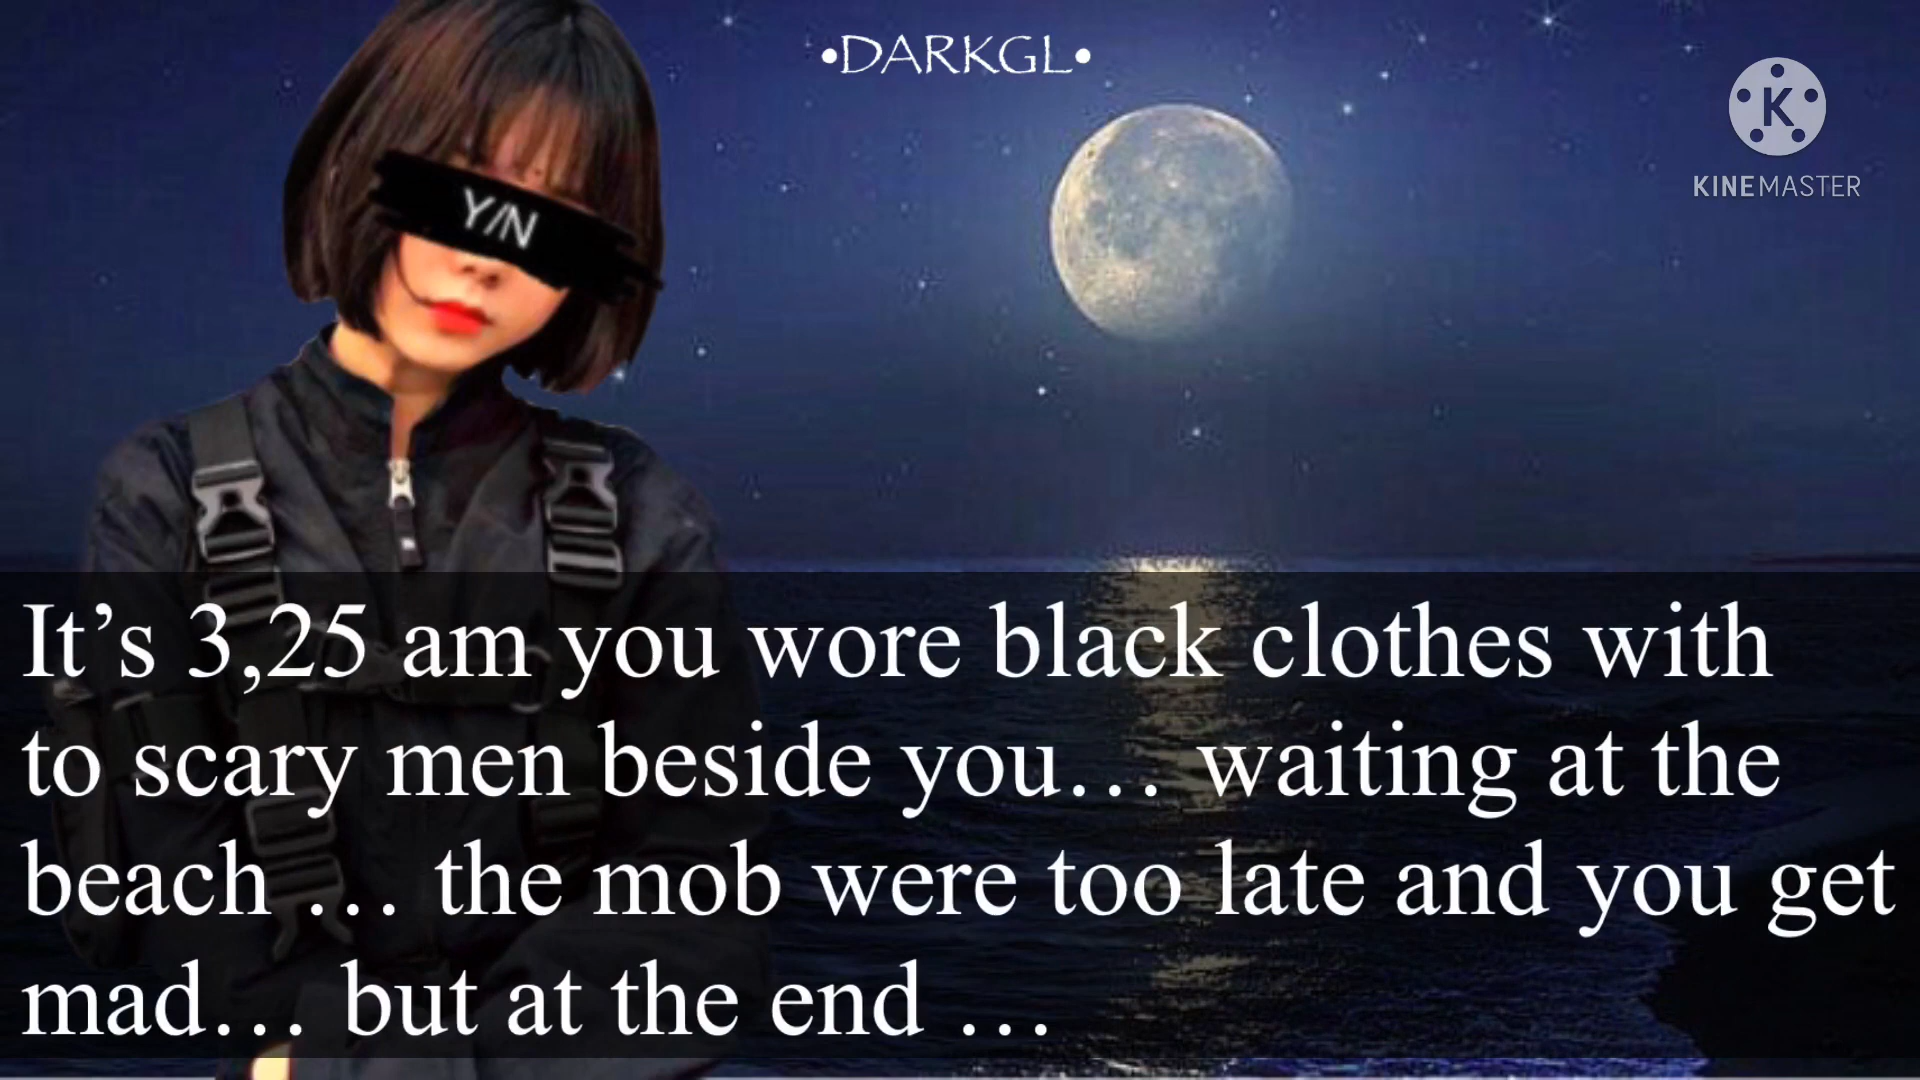 •DARKGL•
K
KINEMASTER
Y/N
It’s 3,25 am you wore black clothes with
to scary men beside you… waiting at the
beach … the mob were too late and you get
mad… but at the end …